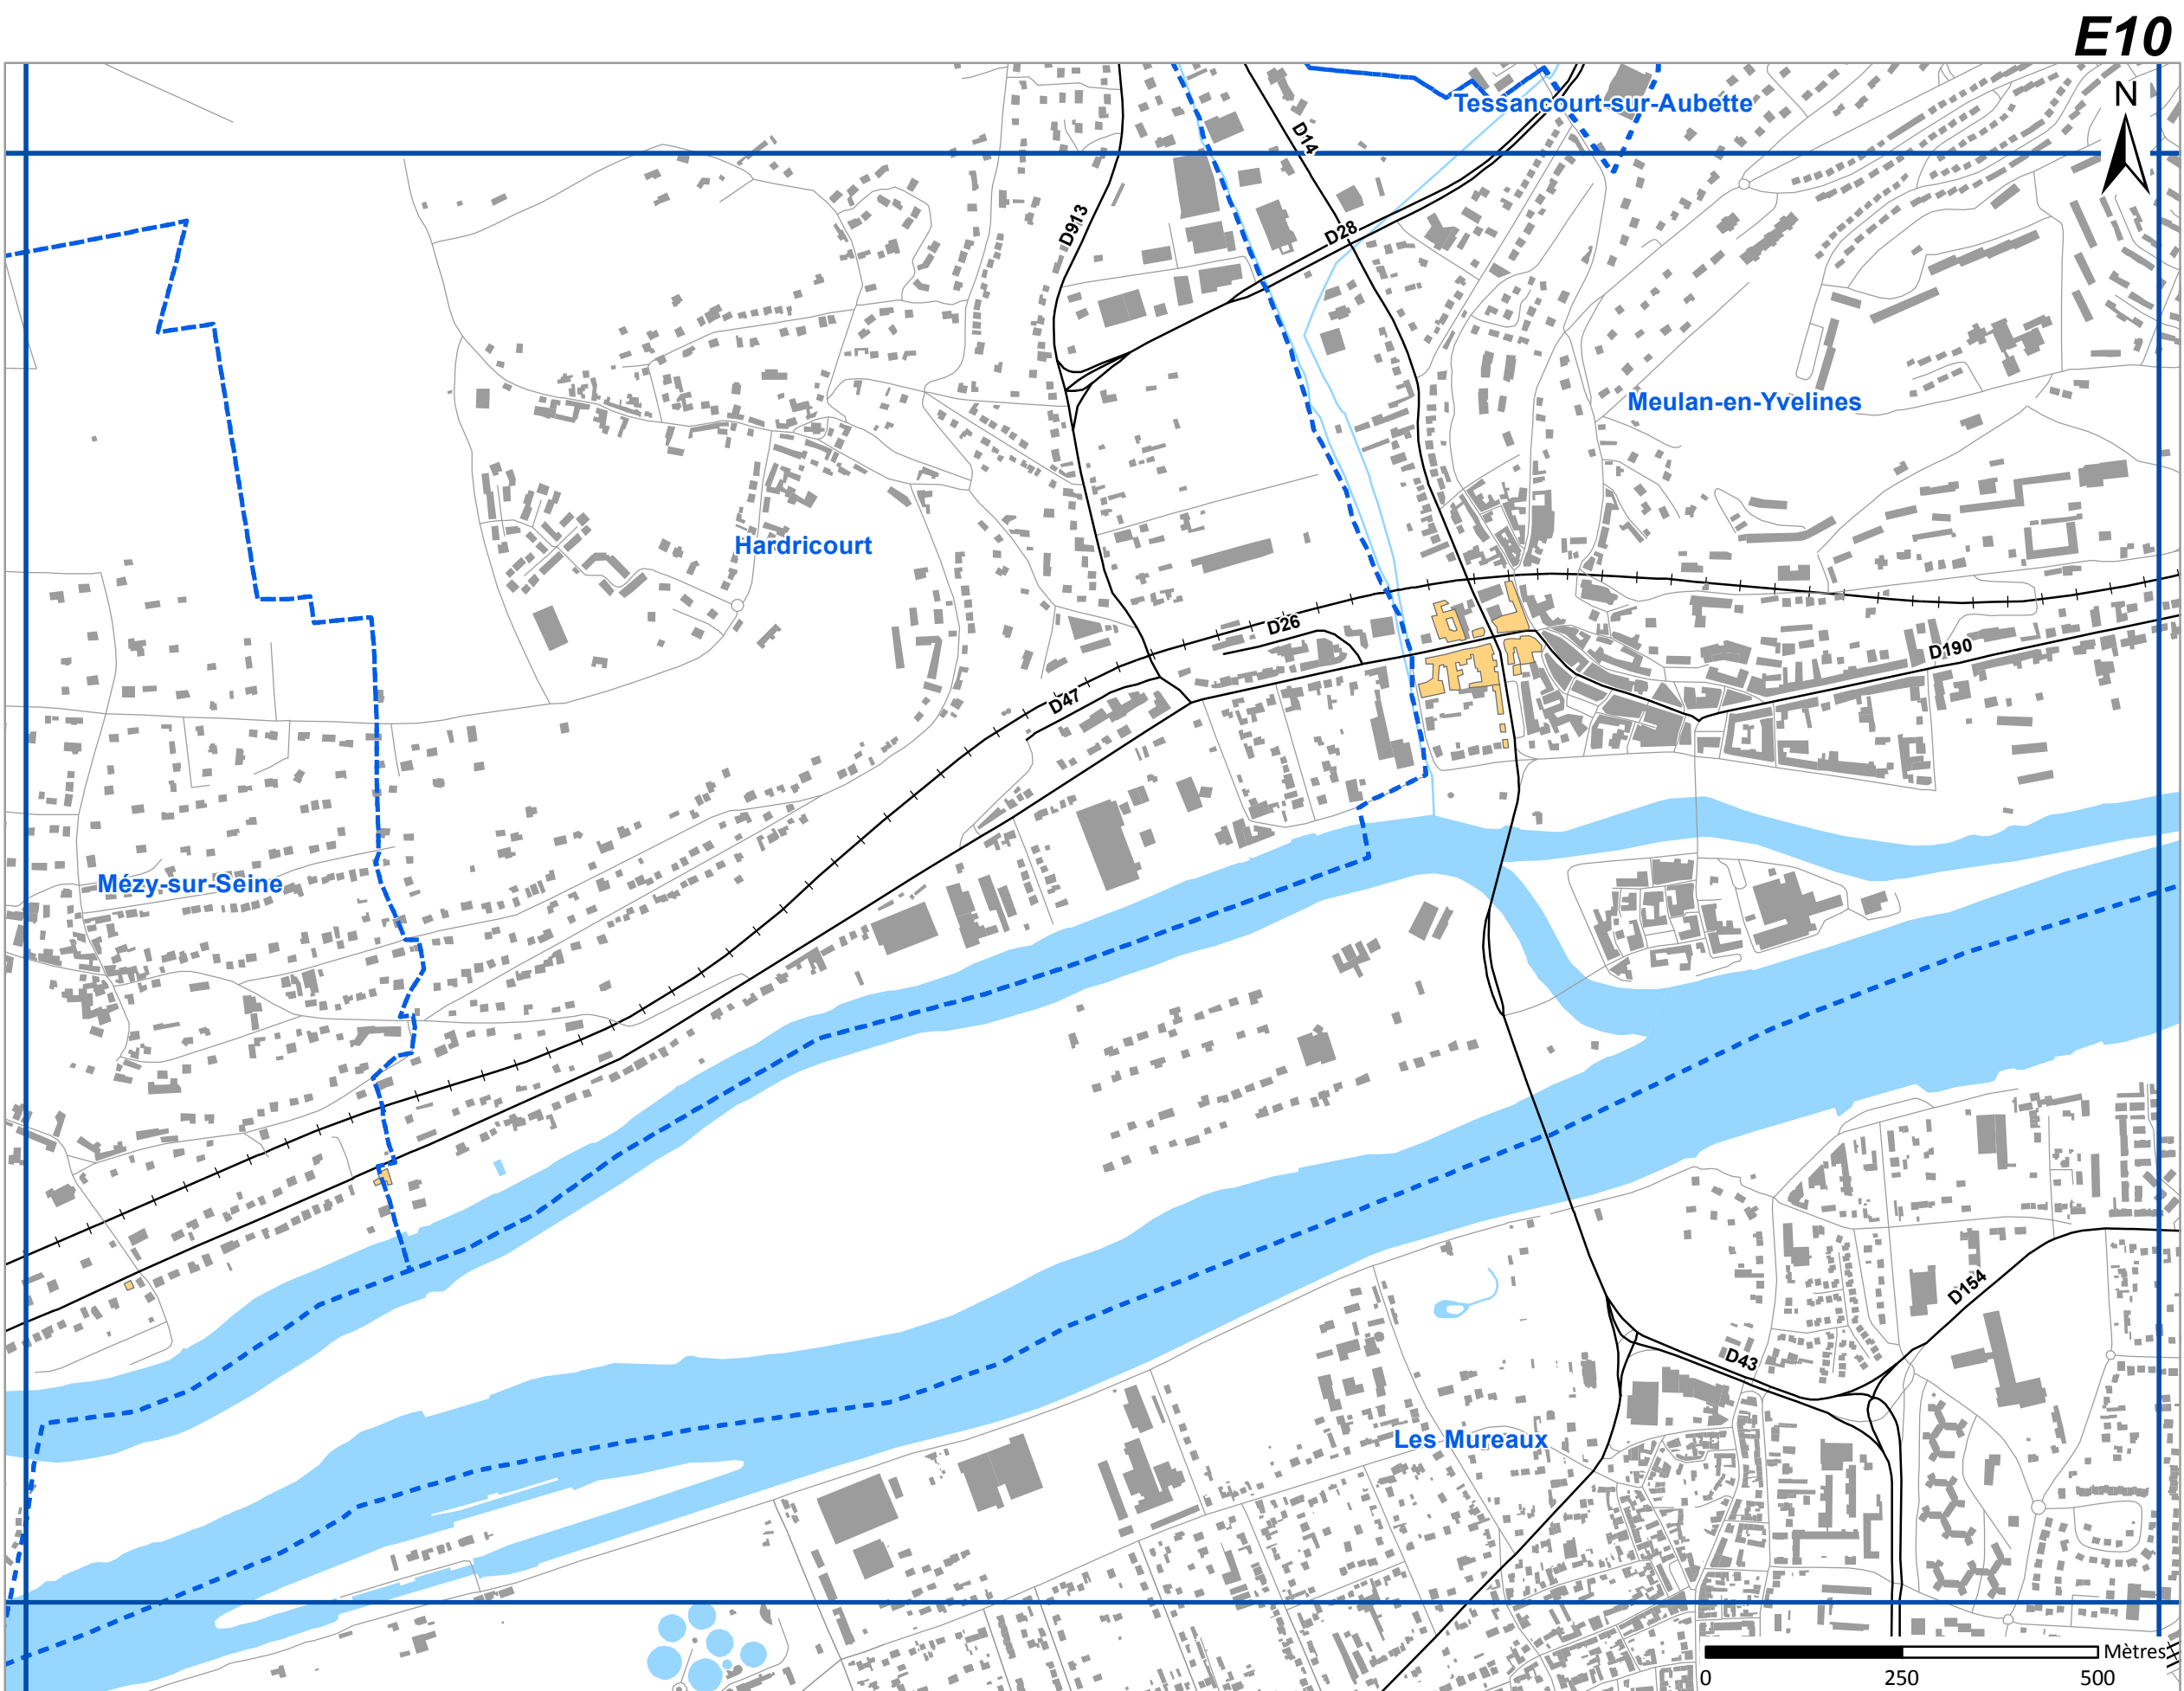 E10
N
Tessancourt-sur-Aubette
D14
D913
D28
Meulan-en-Yvelines
Hardricourt
D26
D190
D47
Mézy-sur-Seine
D154
D43
Les Mureaux
Mètres
0 250 500